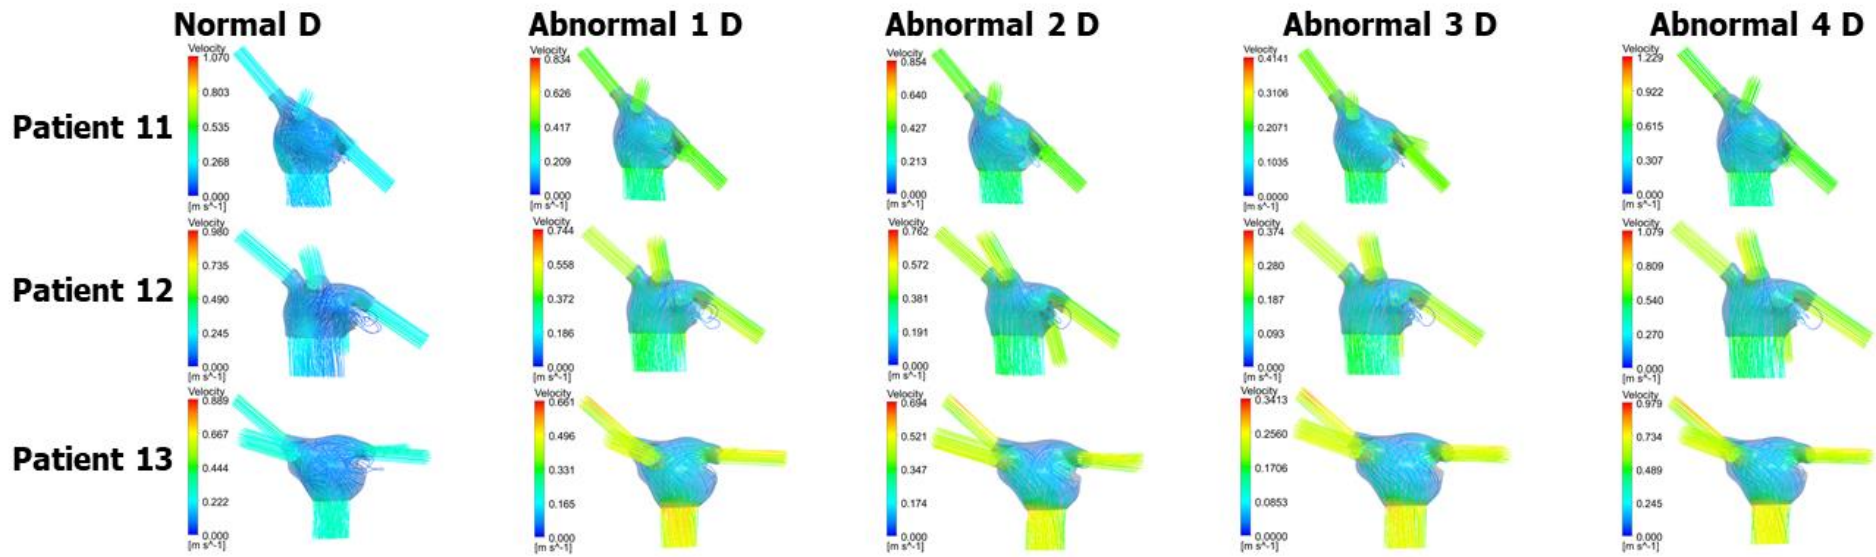 Normal D Abnormal 1 D Abnormal 2 D Abnormal 3 D Abnormal 4 D
Patient 11
Velocity
1.070
0.803
0.535
0.268
0.000
[m s^-1]
Velocity
0.834
0.626
0.417
0.209
0.000
[m s^-1]
Velocity
0.854
0.640
0.427
0.213
0.000
[m s^-1]
Velocity
0.4141
0.3106
0.2071
0.1035
0.0000
[m s^-1]
Velocity
1.229
0.922
0.615
0.307
0.000
[m s^-1]
Patient 12
Velocity
0.980
0.735
0.490
0.245
0.000
[m s^-1]
Velocity
0.744
0.558
0.372
0.186
0.000
[m s^-1]
Velocity
0.762
0.572
0.381
0.191
0.000
[m s^-1]
Velocity
0.374
0.280
0.187
0.093
0.000
[m s^-1]
Velocity
1.079
0.809
0.540
0.270
0.000
[m s^-1]
Patient 13
Velocity
0.889
0.667
0.444
0.222
0.000
[m s^-1]
Velocity
0.661
0.496
0.331
0.165
0.000
[m s^-1]
Velocity
0.694
0.521
0.347
0.174
0.000
[m s^-1]
Velocity
0.3413
0.2560
0.1706
0.0853
0.0000
[m s^-1]
Velocity
0.979
0.734
0.489
0.245
0.000
[m s^-1]